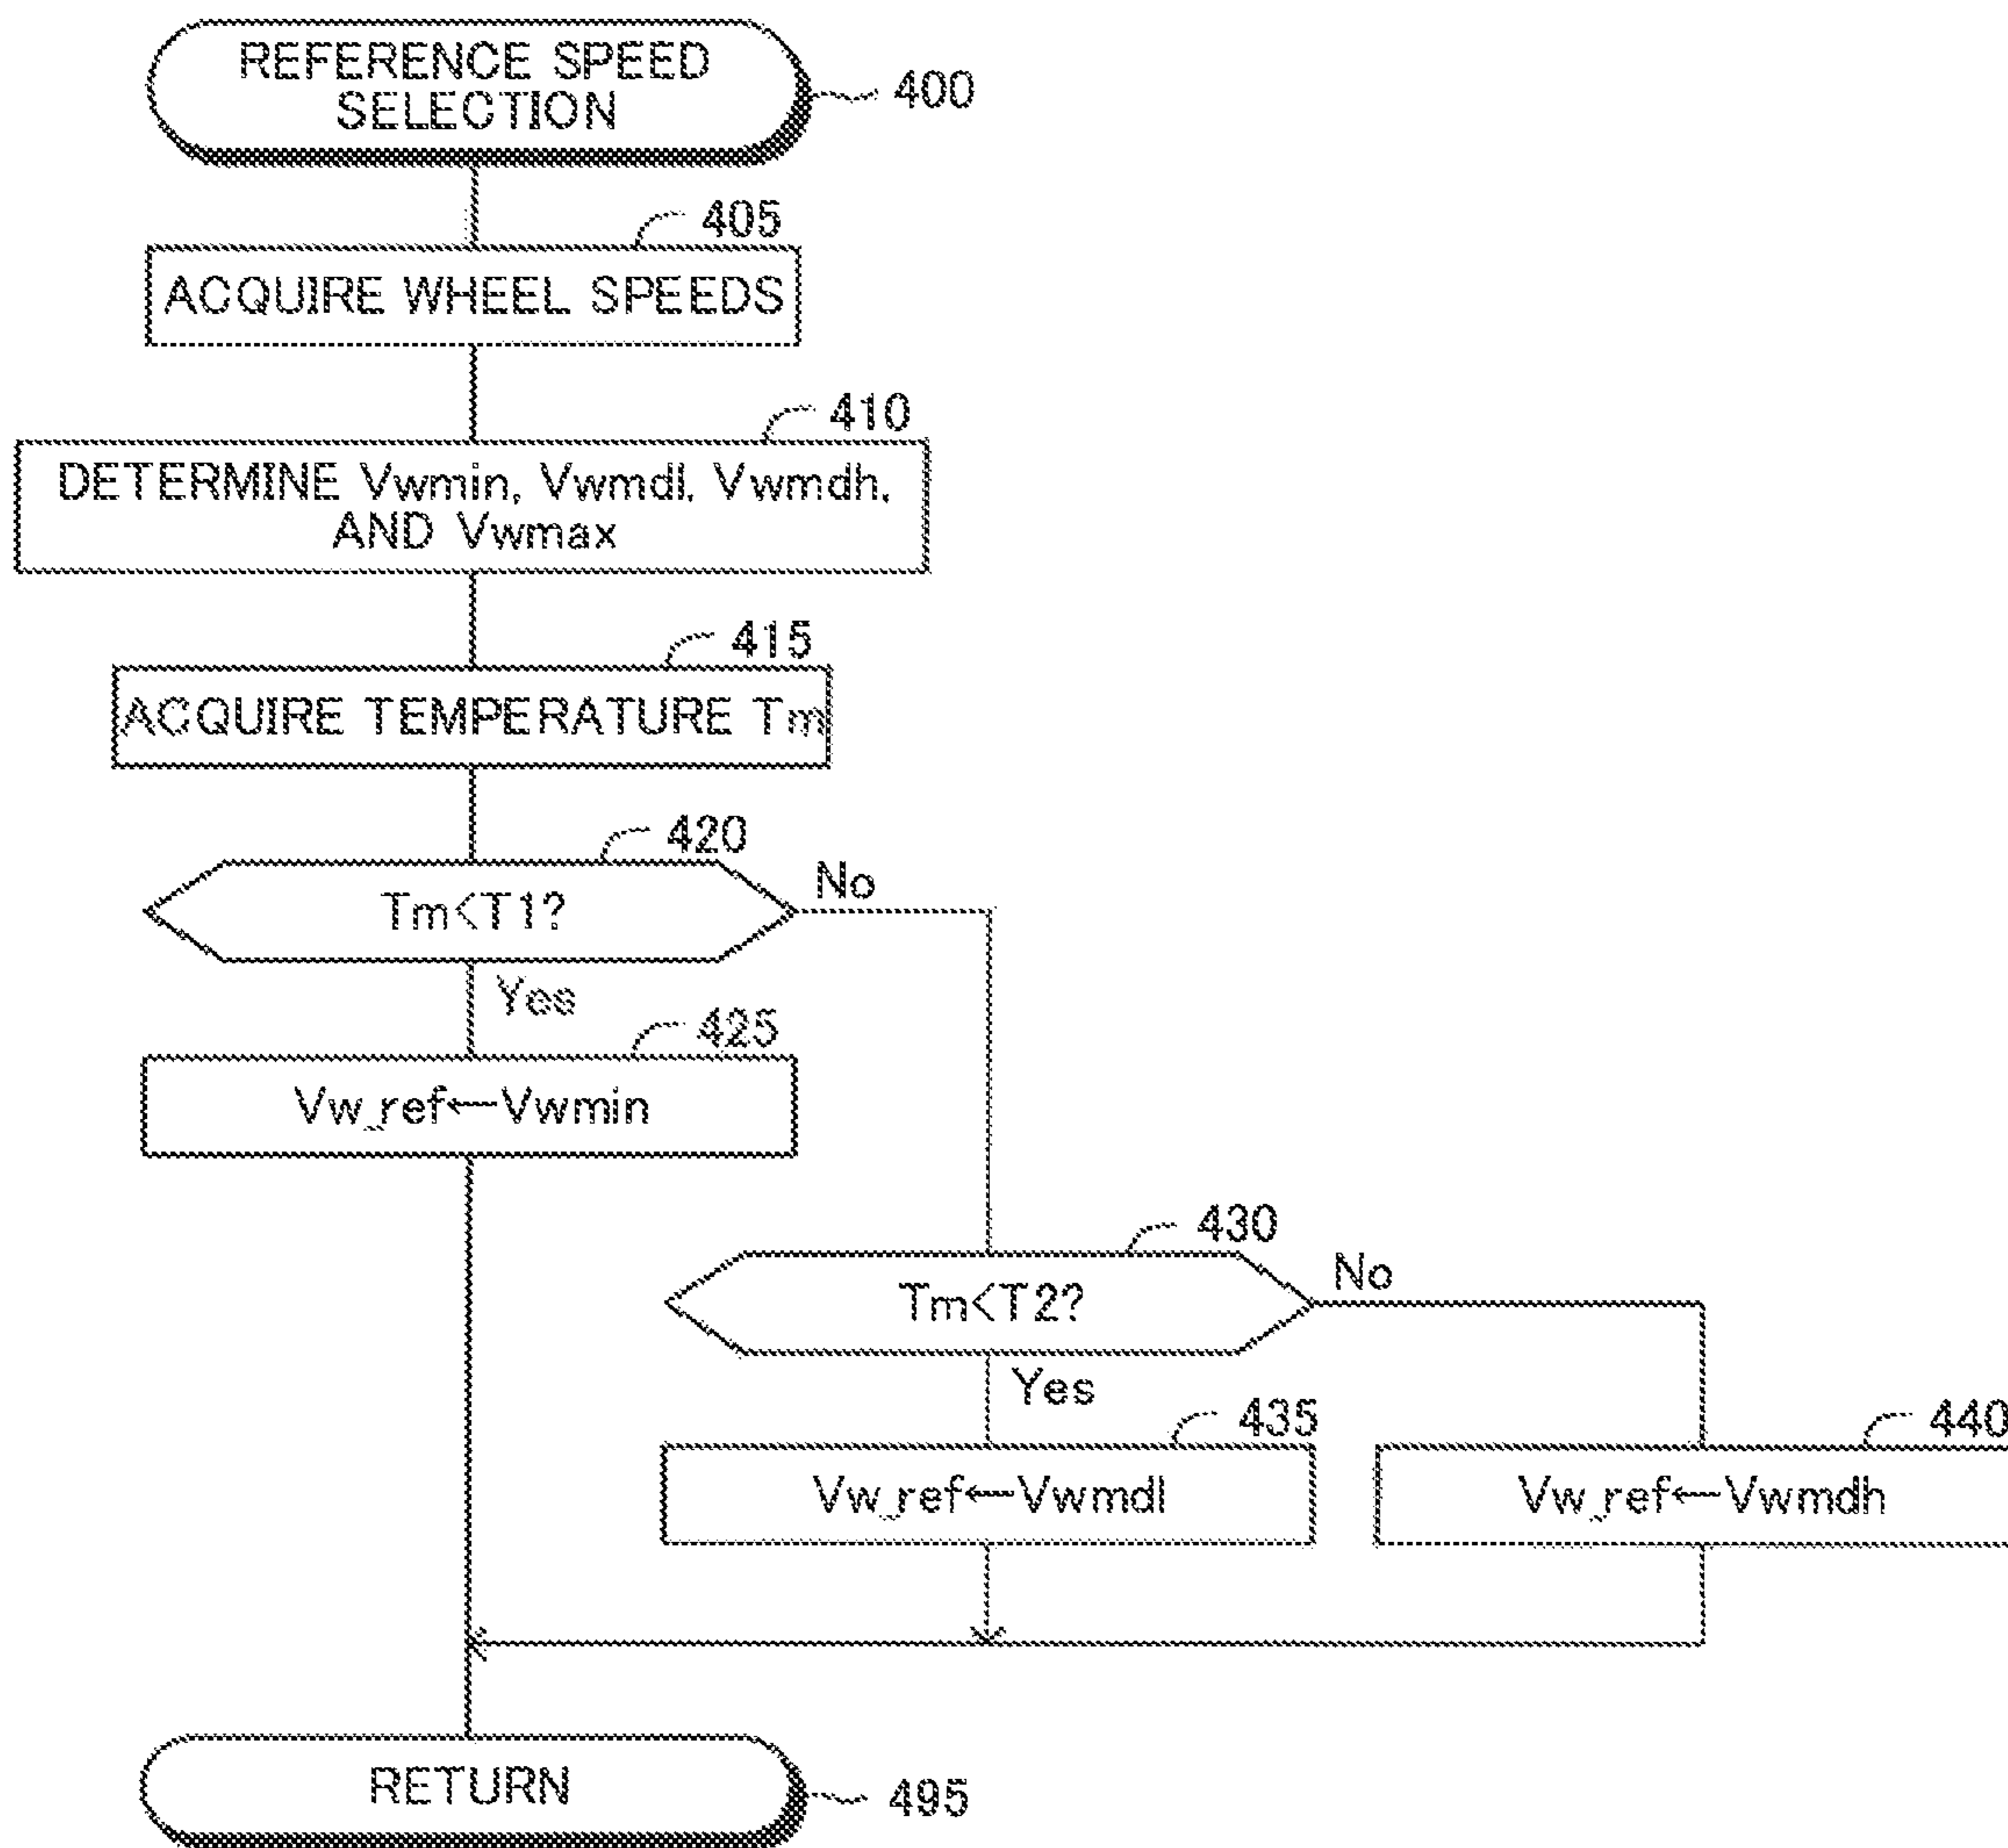 REFERENCE SPEED
SELECTION
400
405
ACQUIRE WHEEL SPEEDS
410
DETERMINE Vwmin, Vwmdl, Vwmdh,
AND Vwmax
415
ACQUIRE TEMPERATURE Tm
420
Tm<T1?
No
Yes
425
Vw_ref←Vwmin
430
Tm<T2?
No
Yes
435
Vw_ref←Vwmdl
440
Vw_ref←Vwmdh
RETURN
495